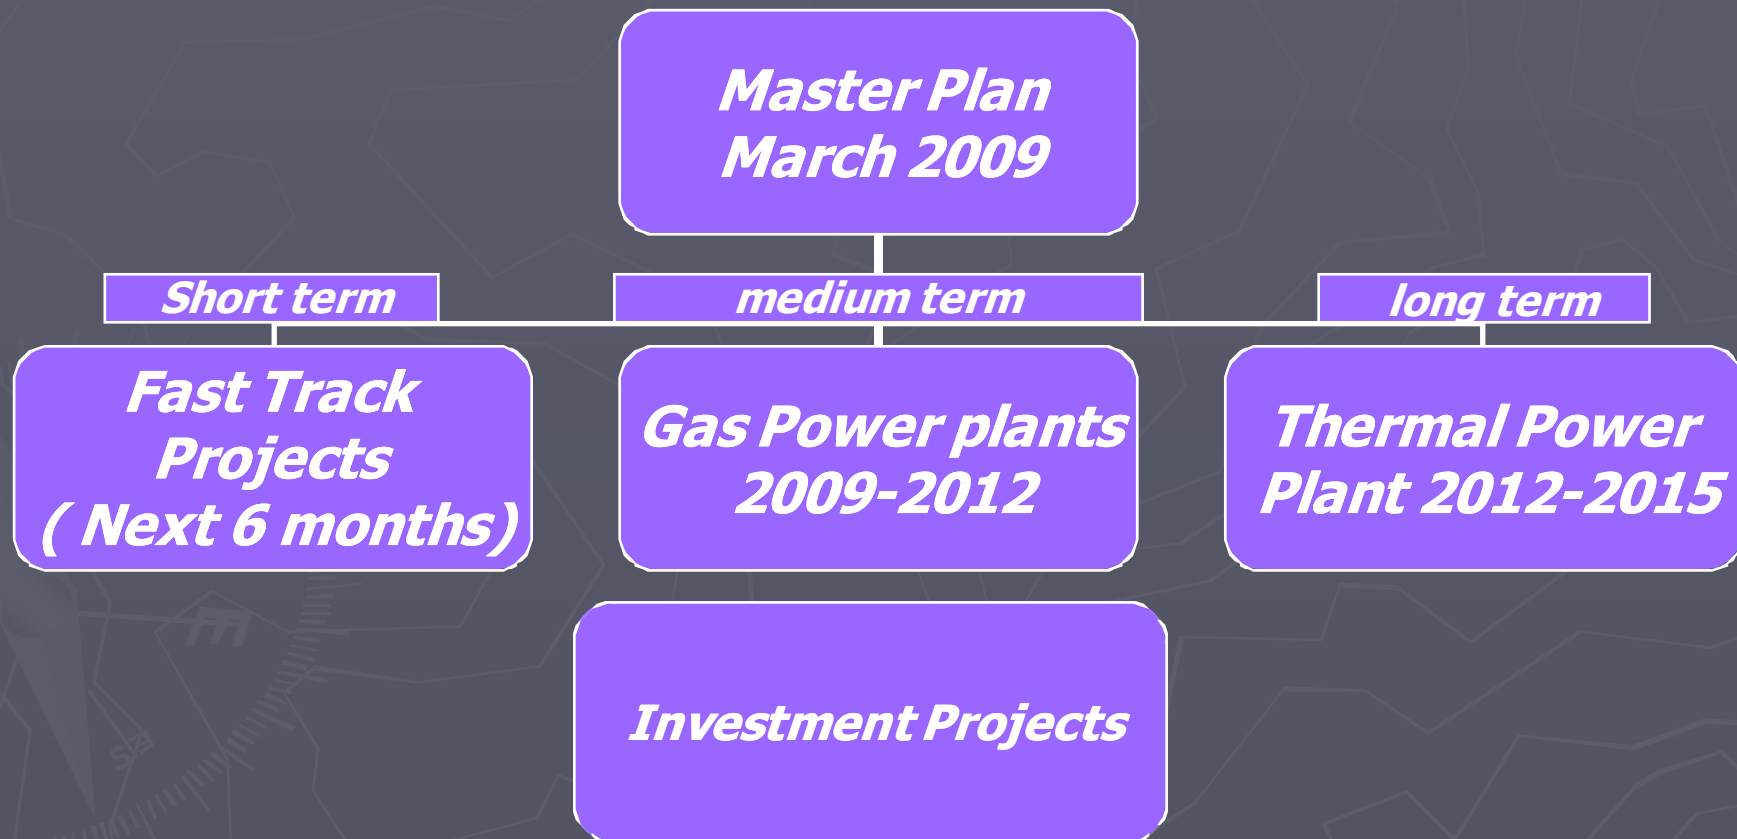 Master Plan
March 2009
Short term
medium term
long term
Fast Track
Projects
( Next 6 months)
Gas Power plants
2009-2012
Thermal Power
Plant 2012-2015
Investment Projects
E
SE